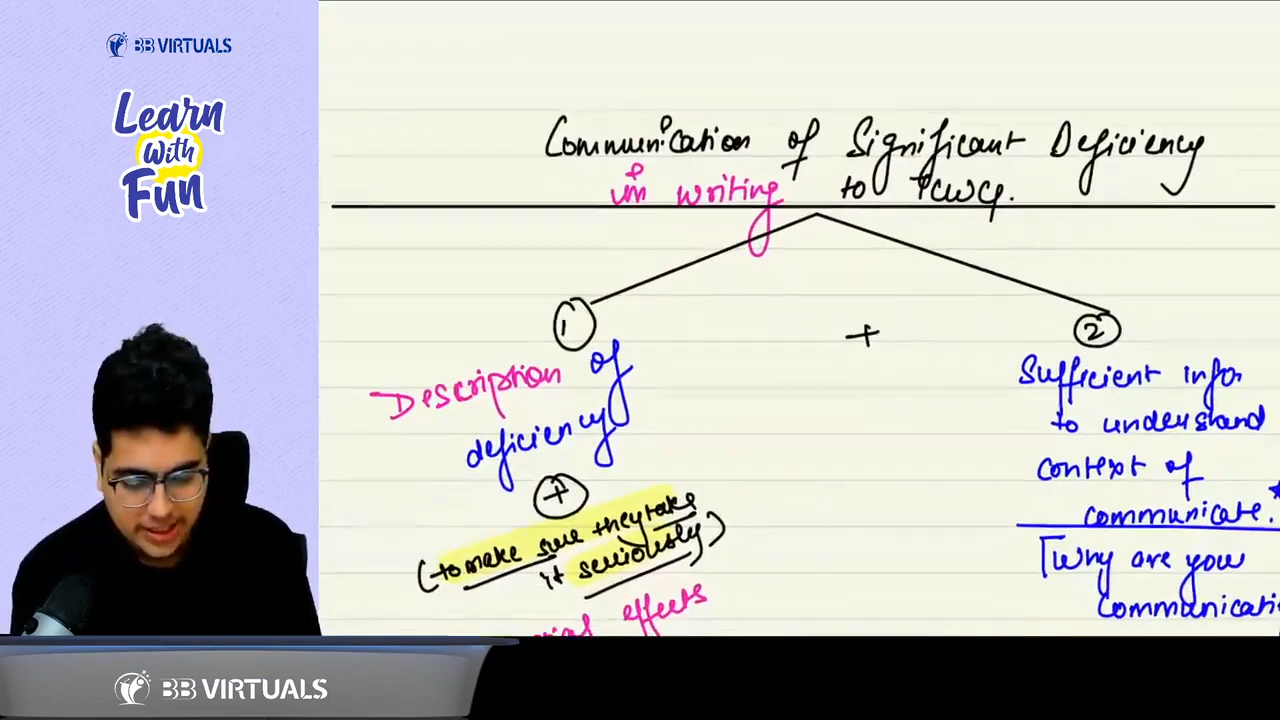 BB VIRTUALS
Learn
With
Fun
Communication of Significant Deficiency
in writing to TCWG.
1
+
2
Description of
deficiency
+
(to make sure they take
it seriously)
effects
Sufficient info
to understand
context of
communicate.
[Why are you
communicati
BB VIRTUALS